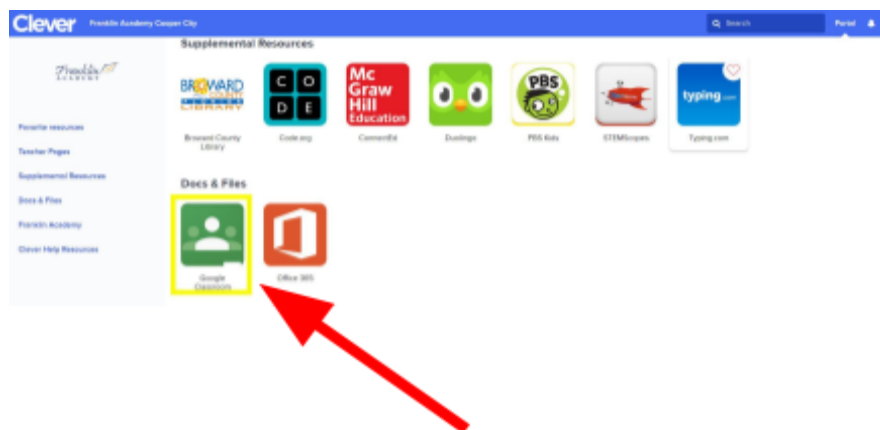 Clever
Franklin Academy Cooper City
Search
Portal
Franklin
ACADEMY
Favorite resources
Teacher Pages
Supplemental Resources
Docs & Files
Franklin Academy
Clever Help Resources
Supplemental Resources
BROWARD
COUNTY
LIBRARY
Broward County
Library
C O
D E
Code.org
Mc
Graw
Hill
Education
ConnectEd
Duolingo
PBS
PBS Kids
STEMScopes
typing
Typing.com
Docs & Files
Google
Classroom
Office 365